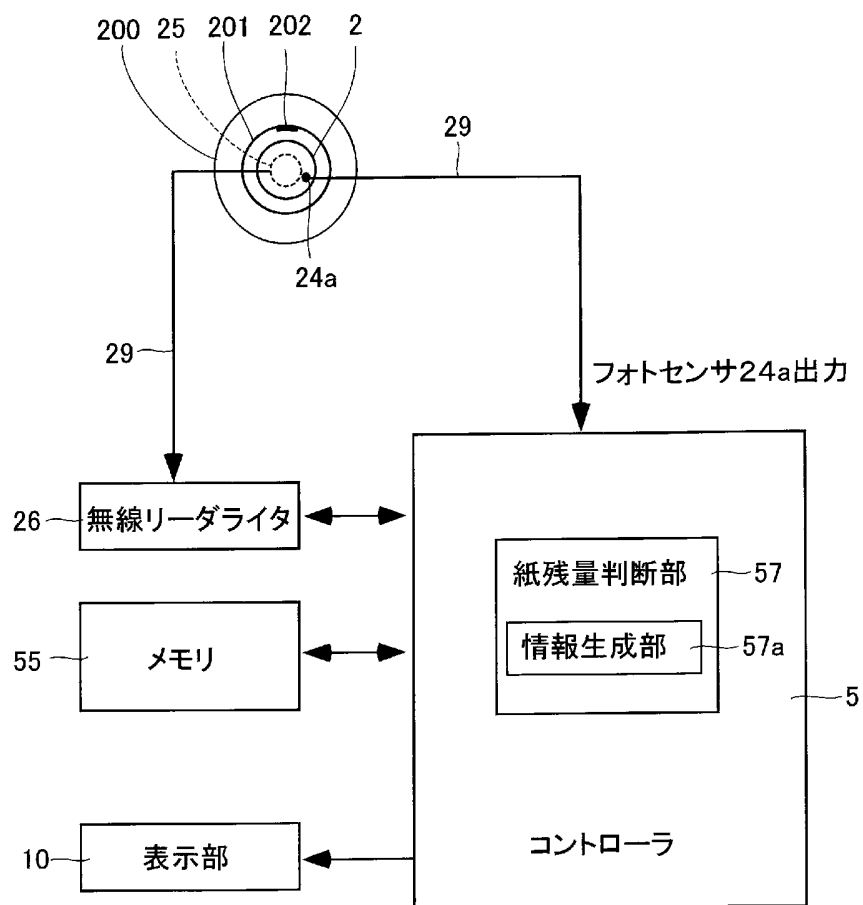 200 25 201 202 2
29
24a
29
フォトセンサ24a出力
26 無線リーダライタ
紙残量判断部 57
情報生成部 57a
55 メモリ
5
コントローラ
10 表示部